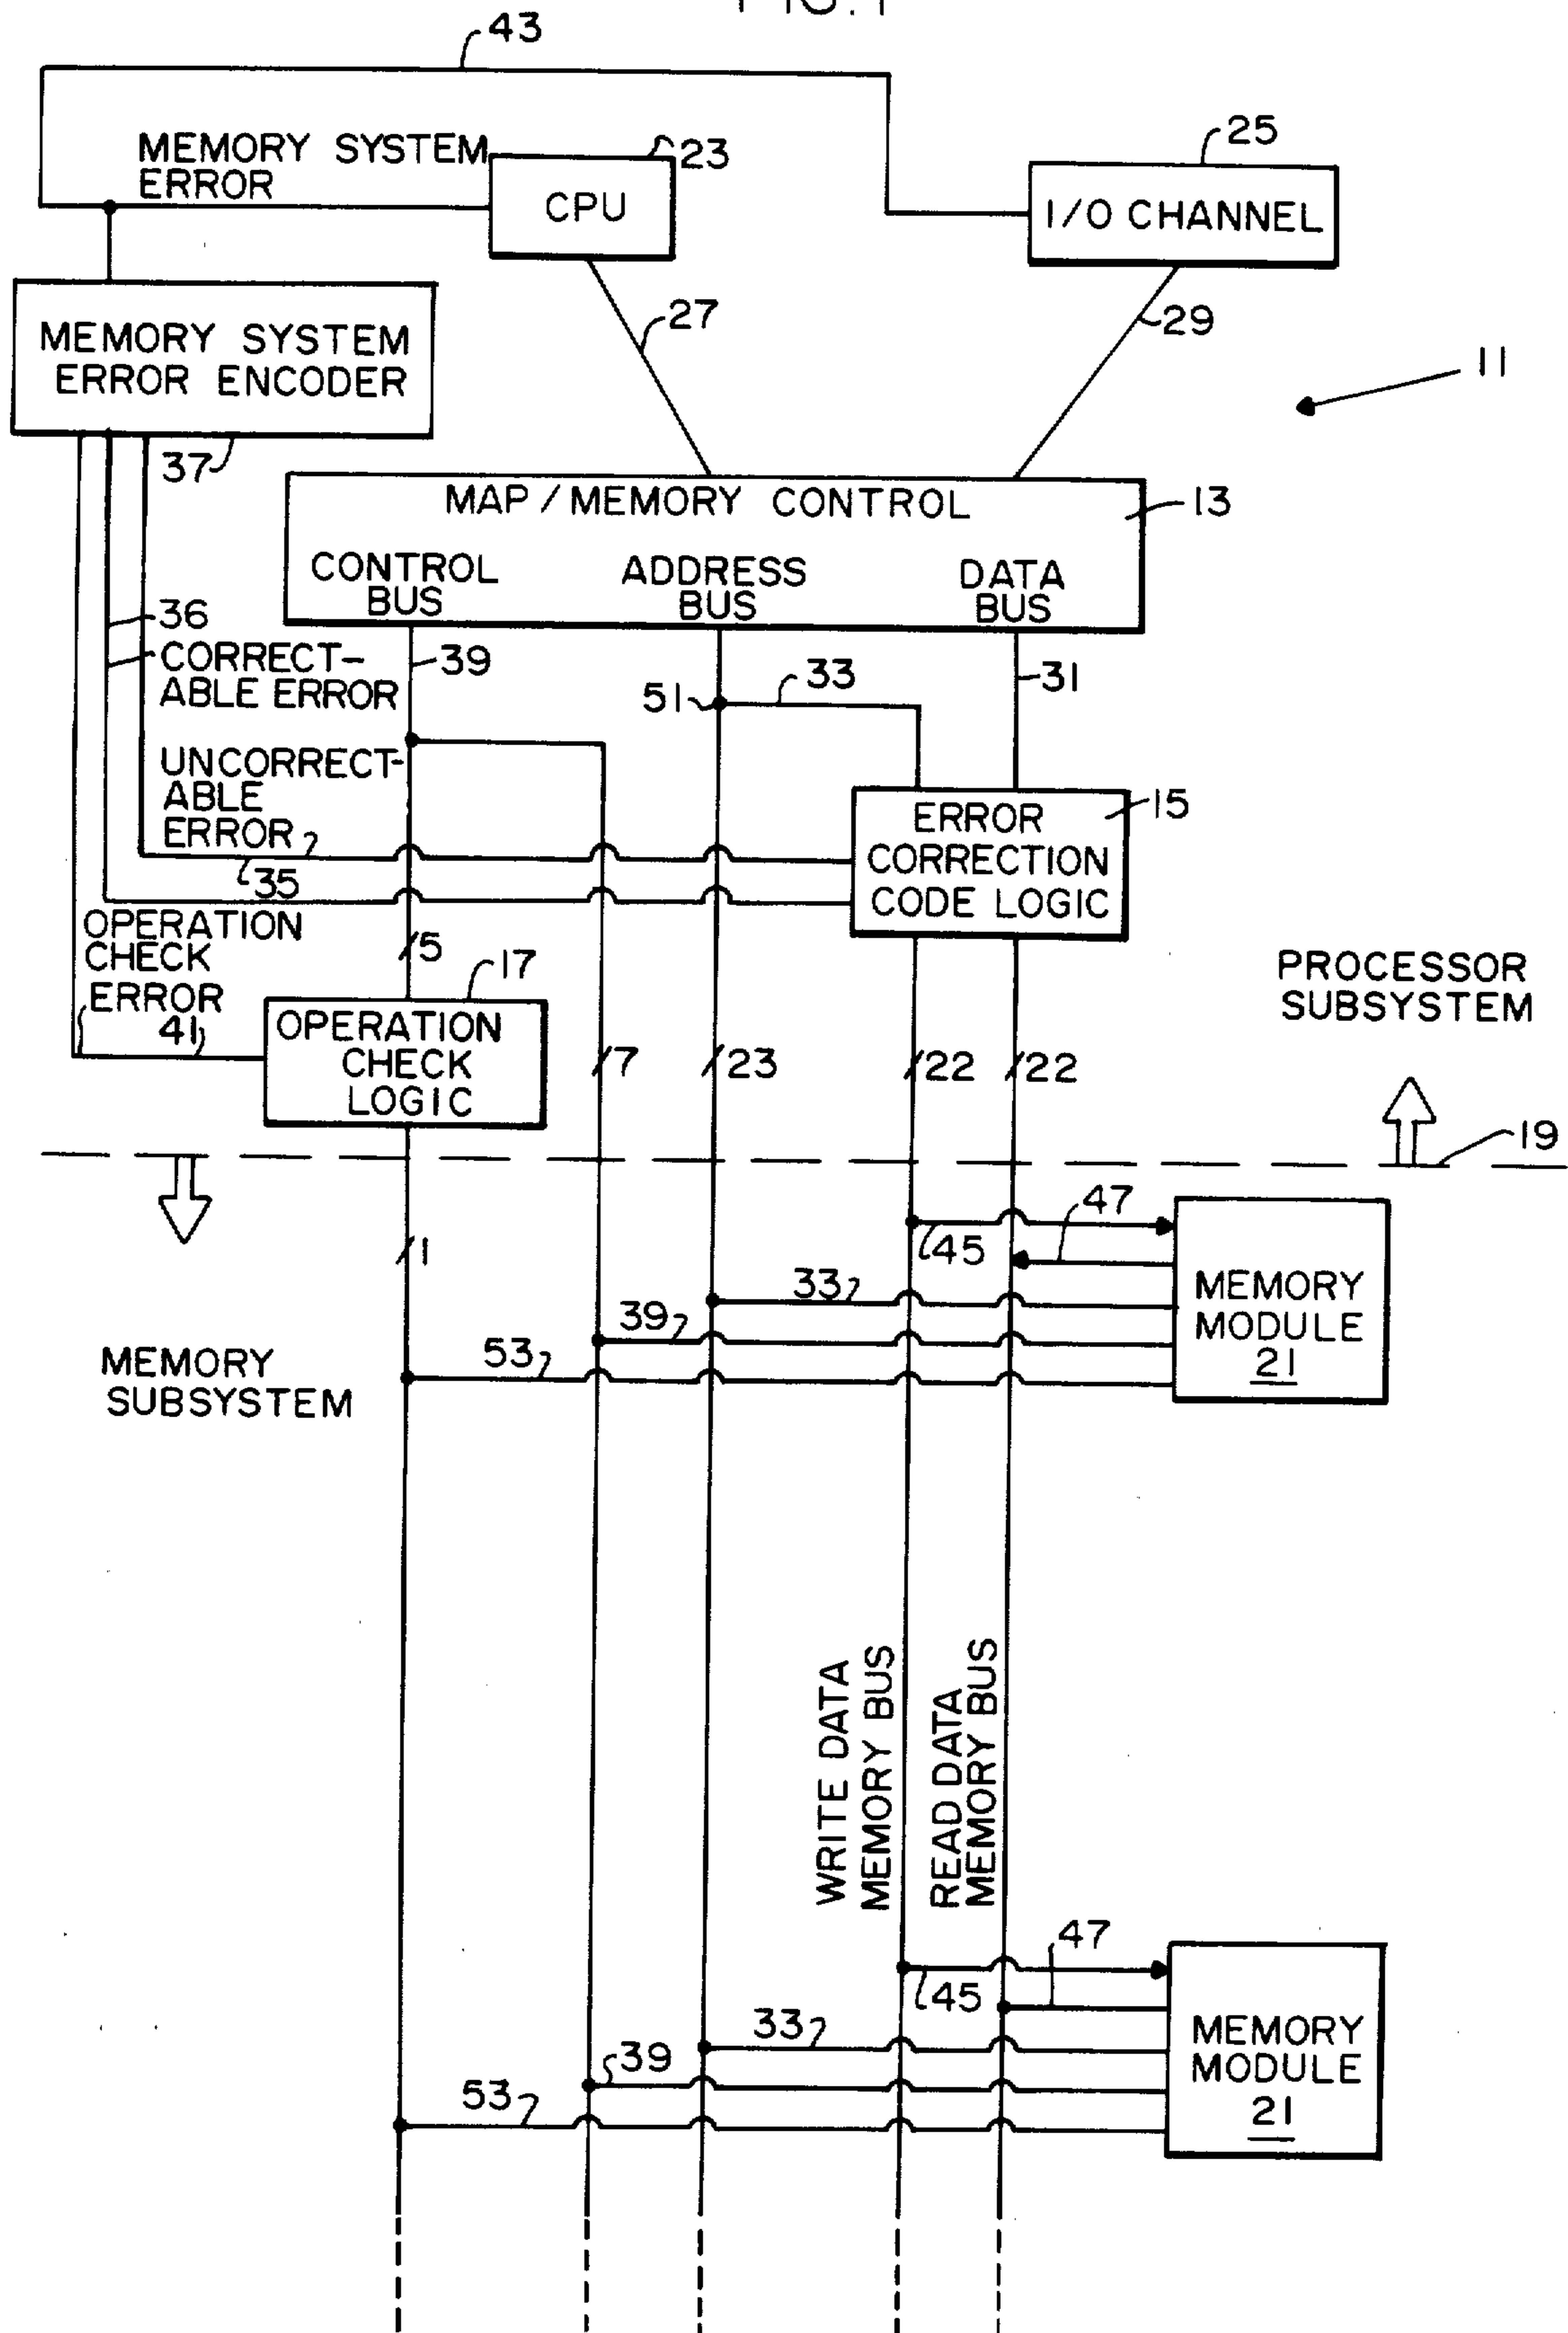 FIG. 1
43
MEMORY SYSTEM
ERROR
23
CPU
25
I/O CHANNEL
27
29
11
MEMORY SYSTEM
ERROR ENCODER
37
MAP / MEMORY CONTROL
13
CONTROL
BUS
ADDRESS
BUS
DATA
BUS
36
CORRECT-
ABLE ERROR
39
51
33
31
UNCORRECT-
ABLE
ERROR
35
ERROR
CORRECTION
CODE LOGIC
15
OPERATION
CHECK
ERROR
41
5
17
OPERATION
CHECK
LOGIC
7
23
22
22
PROCESSOR
SUBSYSTEM
19
1
45
47
33
39
53
MEMORY
MODULE
21
MEMORY
SUBSYSTEM
WRITE DATA
MEMORY BUS
READ DATA
MEMORY BUS
45
47
33
39
53
MEMORY
MODULE
21